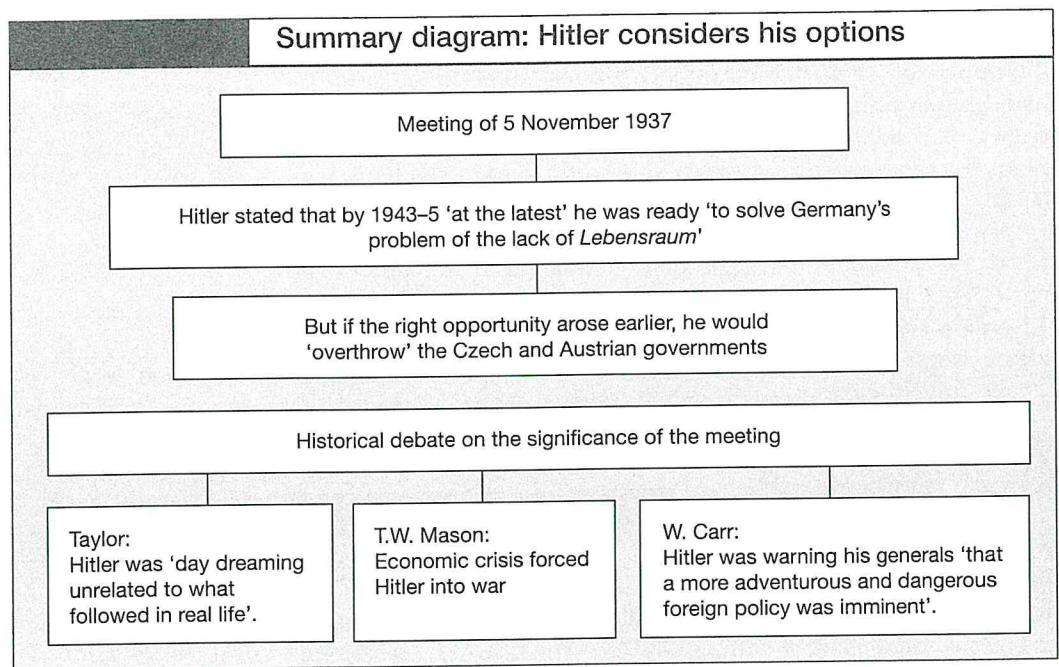 Summary diagram: Hitler considers his options
Meeting of 5 November 1937
Hitler stated that by 1943–5 ‘at the latest’ he was ready ‘to solve Germany’s
problem of the lack of Lebensraum’
But if the right opportunity arose earlier, he would
‘overthrow’ the Czech and Austrian governments
Historical debate on the significance of the meeting
Taylor:
Hitler was ‘day dreaming
unrelated to what
followed in real life’.
T.W. Mason:
Economic crisis forced
Hitler into war
W. Carr:
Hitler was warning his generals ‘that
a more adventurous and dangerous
foreign policy was imminent’.